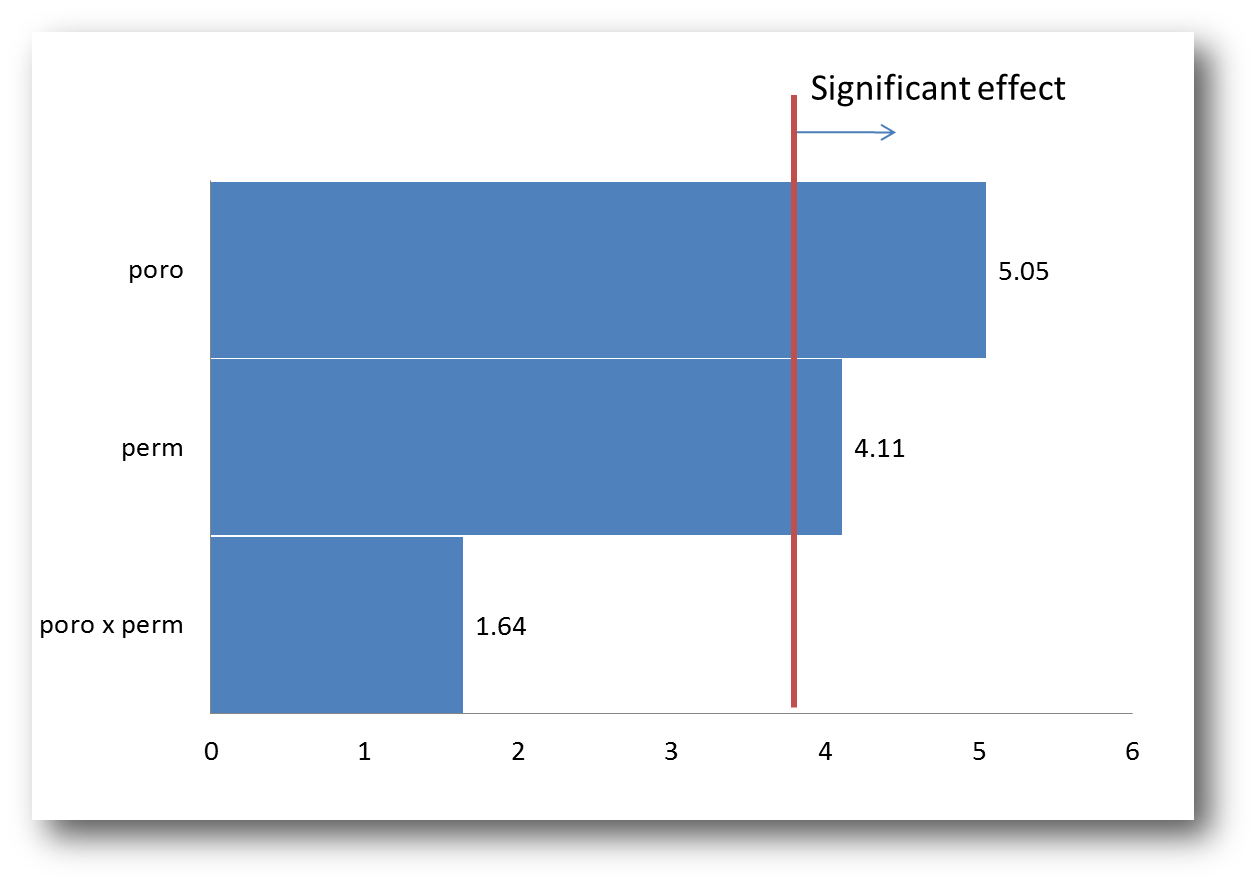 Significant effect
poro
5.05
perm
4.11
poro x perm
1.64
0 1 2 3 4 5 6